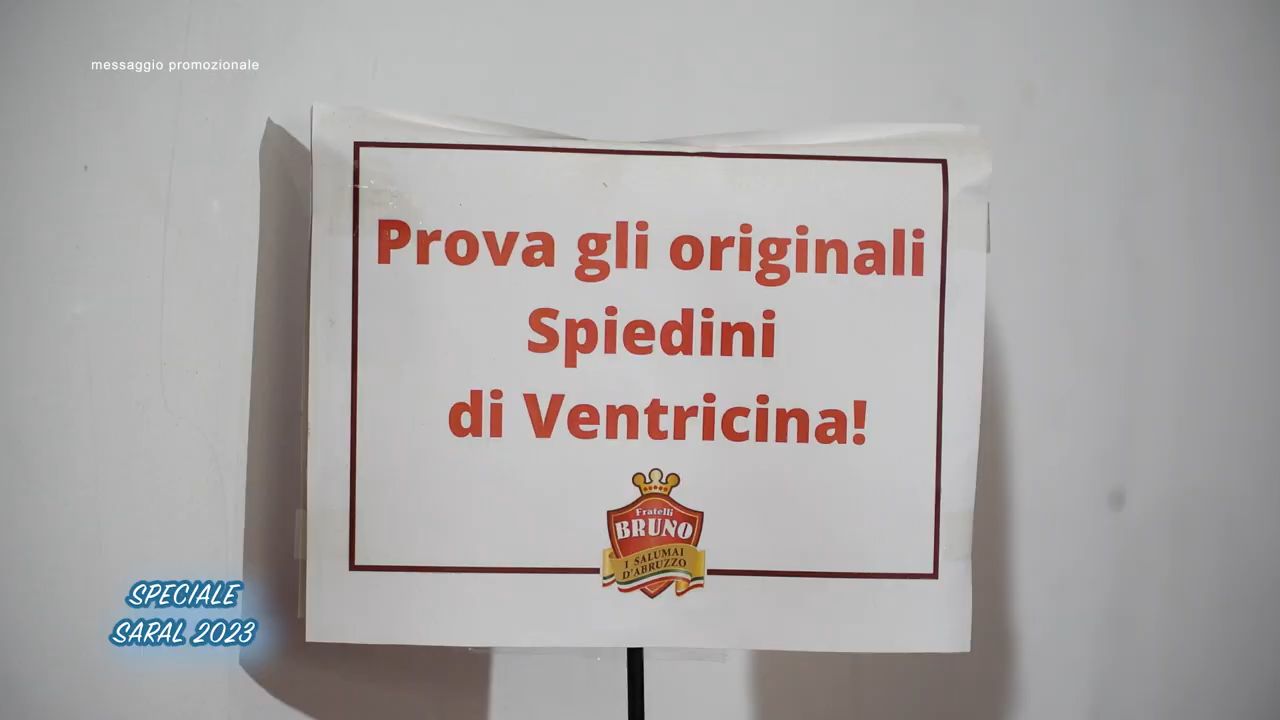 messaggio promozionale
Prova gli originali
Spiedini
di Ventricina!
Fratelli
BRUNO
I SALUMAI
D'ABRUZZO
SPECIALE
SARAL 2023